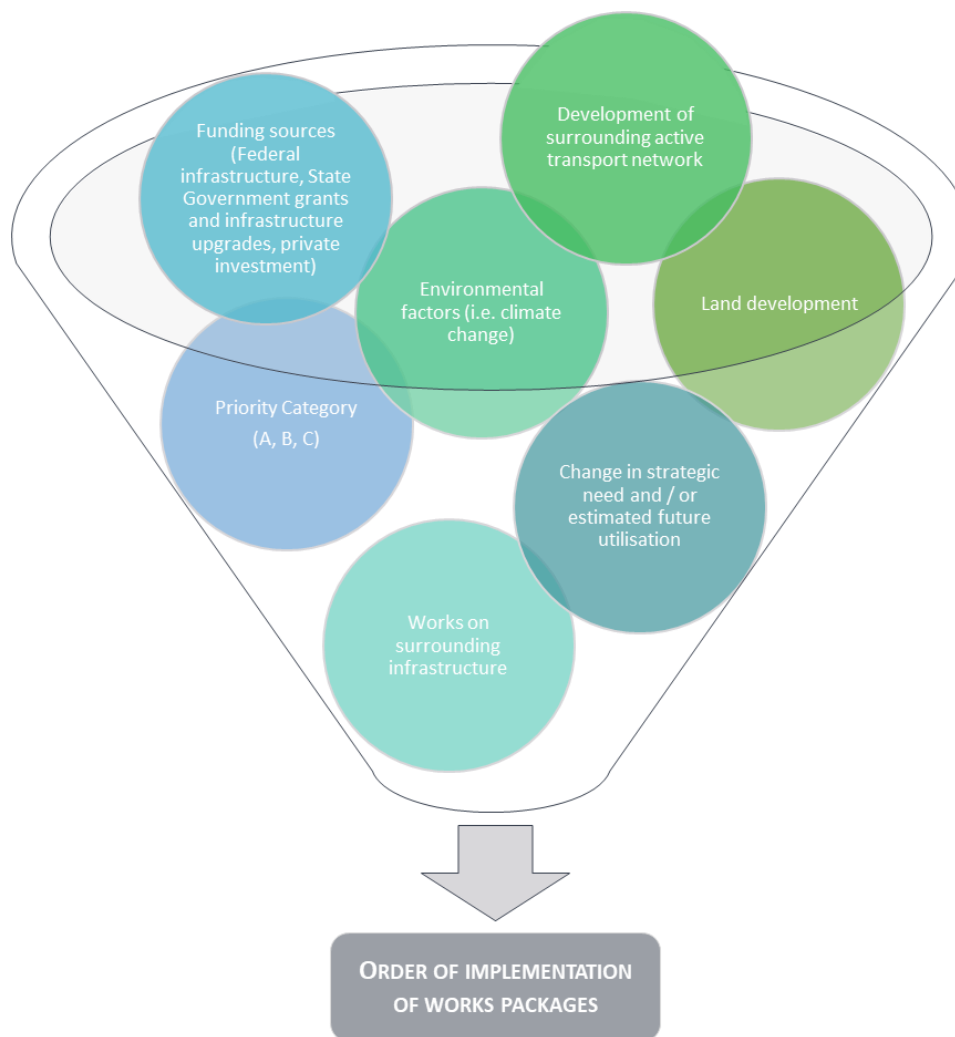 Funding sources
(Federal
infrastructure, State
Government grants
and infrastructure
upgrades, private
investment)
Development of
surrounding active
transport network
Environmental
factors (i.e. climate
change)
Land development
Priority Category
(A, B, C)
Change in strategic
need and / or
estimated future
utilisation
Works on
surrounding
infrastructure
ORDER OF IMPLEMENTATION
OF WORKS PACKAGES